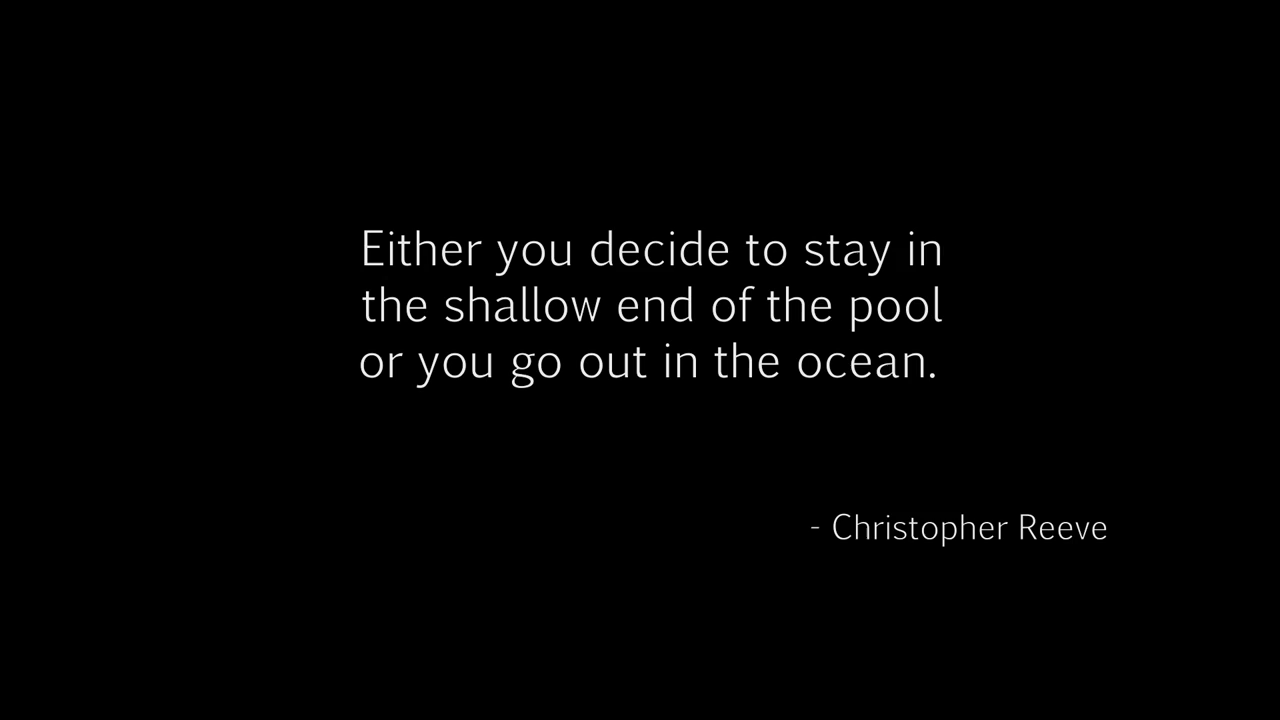 Either you decide to stay in
the shallow end of the pool
or you go out in the ocean.
- Christopher Reeve